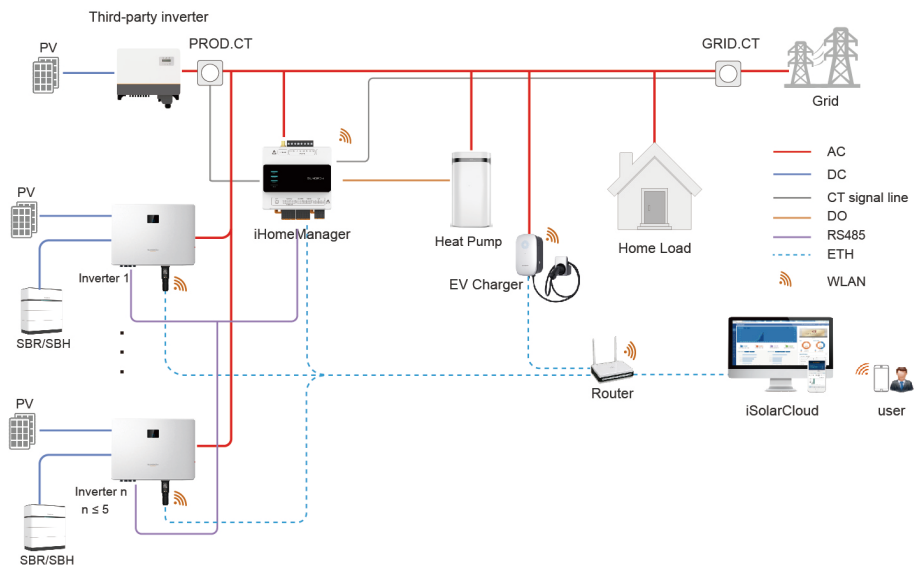 Third-party inverter
PV
PROD.CT
GRID.CT
Grid
AC
DC
CT signal line
DO
RS485
ETH
WLAN
PV
iHomeManager
Heat Pump
Home Load
Inverter 1
EV Charger
SBR/SBH
Router
iSolarCloud
user
PV
Inverter n
n ≤ 5
SBR/SBH